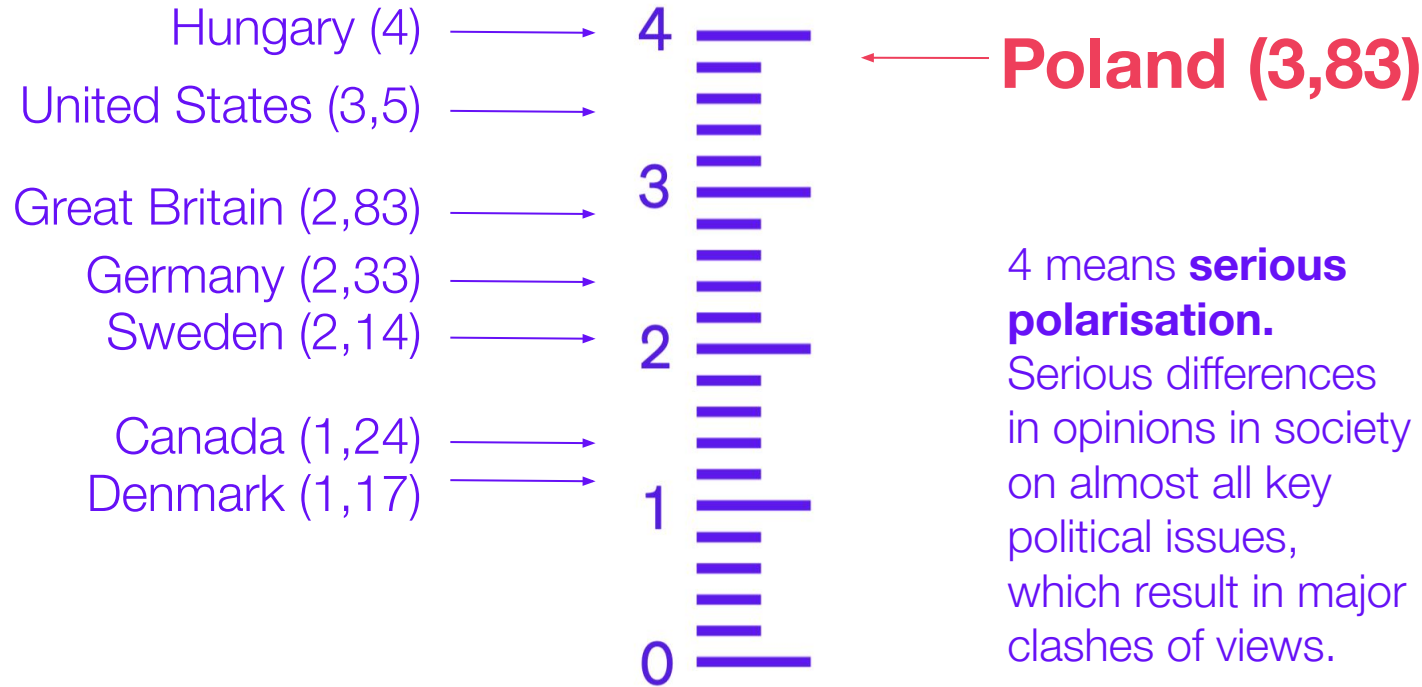 Hungary (4)
United States (3,5)
Great Britain (2,83)
Germany (2,33)
Sweden (2,14)
Canada (1,24)
Denmark (1,17)
4
3
2
1
0
Poland (3,83)
4 means serious
polarisation.
Serious differences
in opinions in society
on almost all key
political issues,
which result in major
clashes of views.